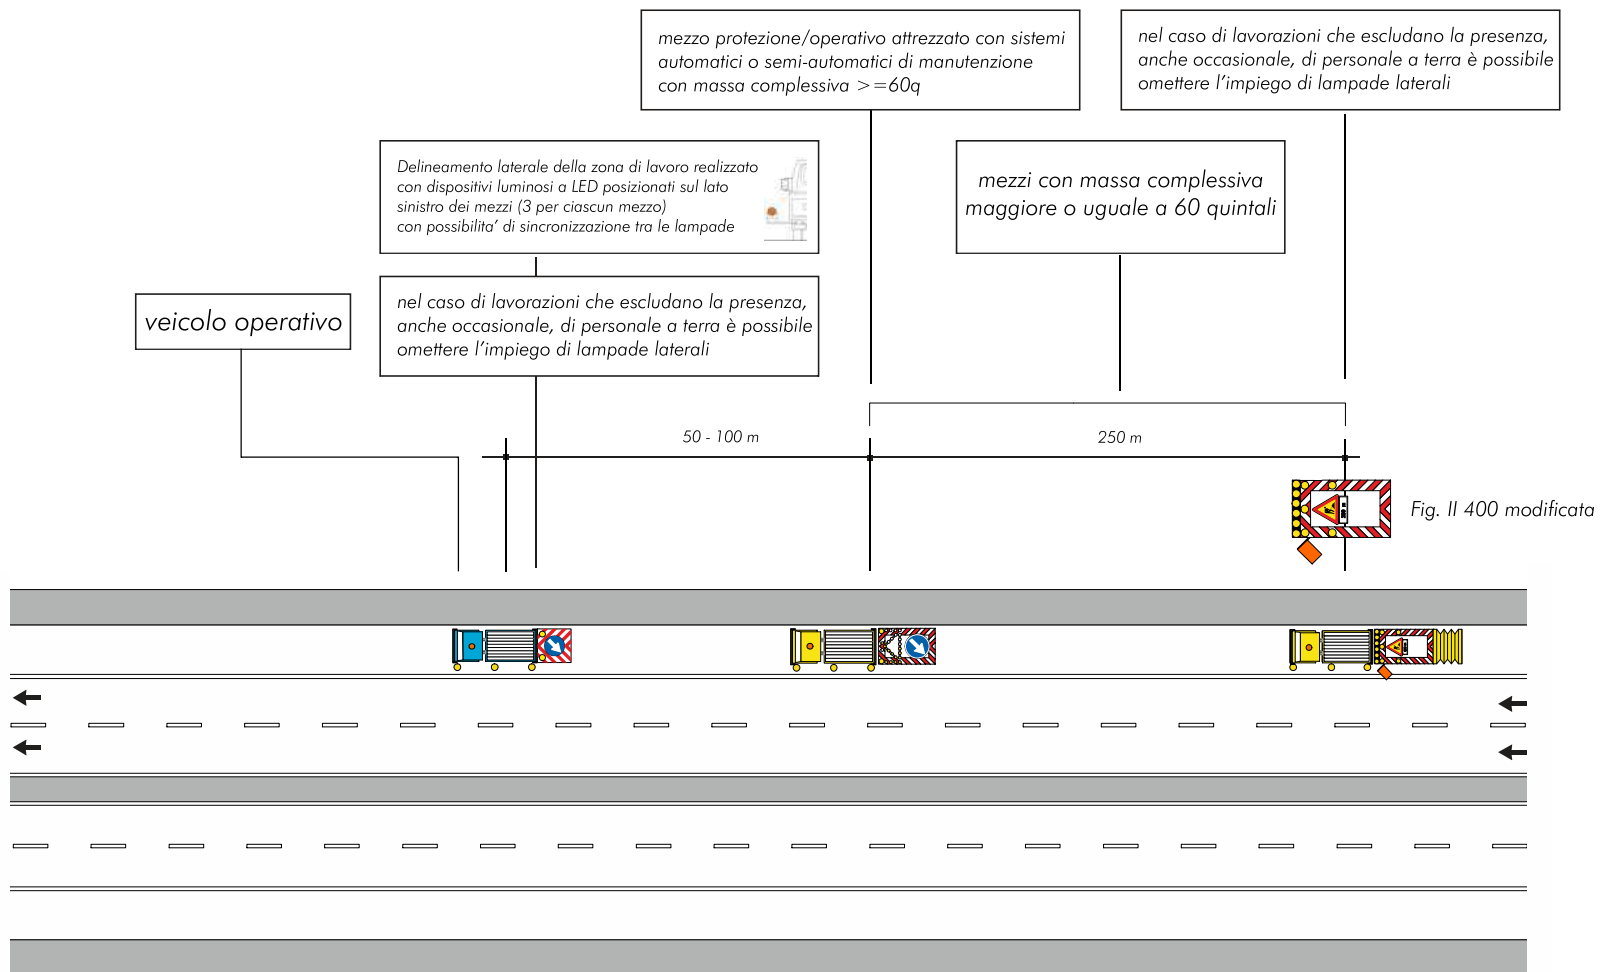 mezzo protezione/operativo attrezzato con sistemi
automatici o semi-automatici di manutenzione
con massa complessiva >=60q
nel caso di lavorazioni che escludano la presenza,
anche occasionale, di personale a terra è possibile
omettere l'impiego di lampade laterali
Delineamento laterale della zona di lavoro realizzato
con dispositivi luminosi a LED posizionati sul lato
sinistro dei mezzi (3 per ciascun mezzo)
con possibilita' di sincronizzazione tra le lampade
mezzi con massa complessiva
maggiore o uguale a 60 quintali
nel caso di lavorazioni che escludano la presenza,
anche occasionale, di personale a terra è possibile
omettere l'impiego di lampade laterali
veicolo operativo
50 - 100 m
250 m
Fig. II 400 modificata